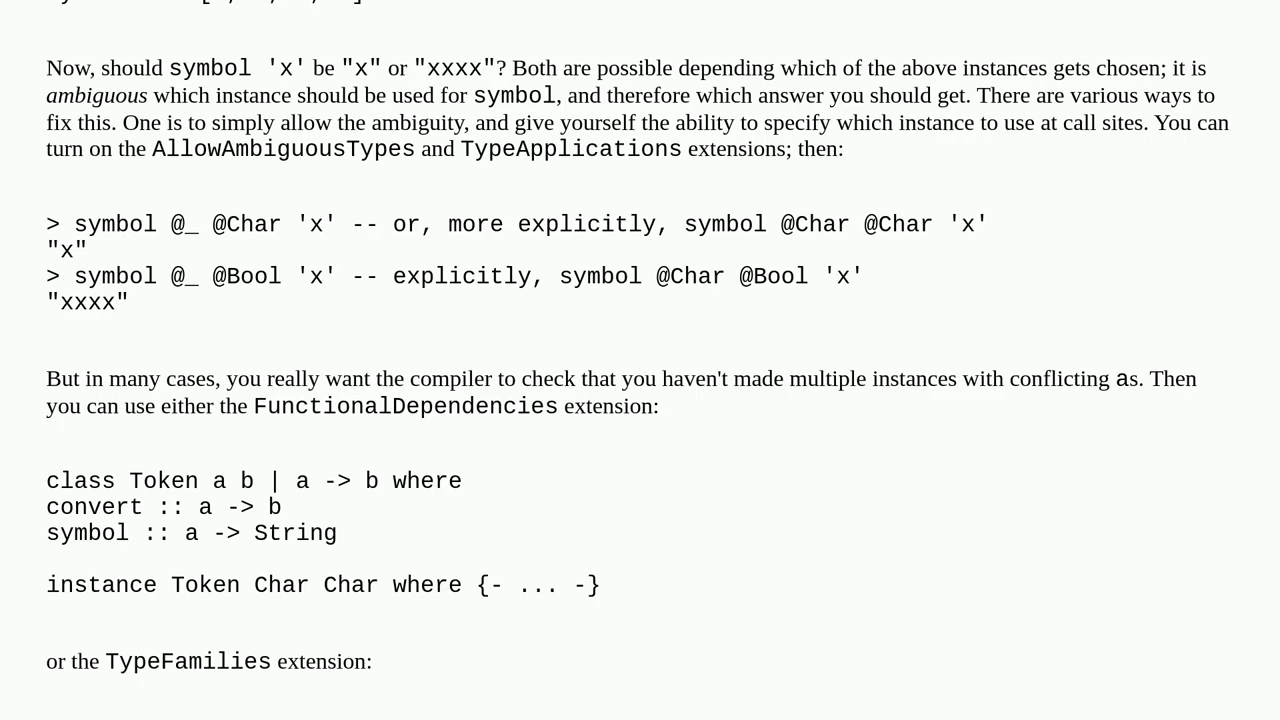 Now, should symbol 'x' be "x" or "xxxx"? Both are possible depending which of the above instances gets chosen; it is
ambiguous which instance should be used for symbol, and therefore which answer you should get. There are various ways to
fix this. One is to simply allow the ambiguity, and give yourself the ability to specify which instance to use at call sites. You can
turn on the AllowAmbiguousTypes and TypeApplications extensions; then:
> symbol @_ @Char 'x' -- or, more explicitly, symbol @Char @Char 'x'
"x"
> symbol @_ @Bool 'x' -- explicitly, symbol @Char @Bool 'x'
"xxxx"
But in many cases, you really want the compiler to check that you haven't made multiple instances with conflicting as. Then
you can use either the FunctionalDependencies extension:
class Token a b | a -> b where
convert :: a -> b
symbol :: a -> String
instance Token Char Char where {- ... -}
or the TypeFamilies extension: